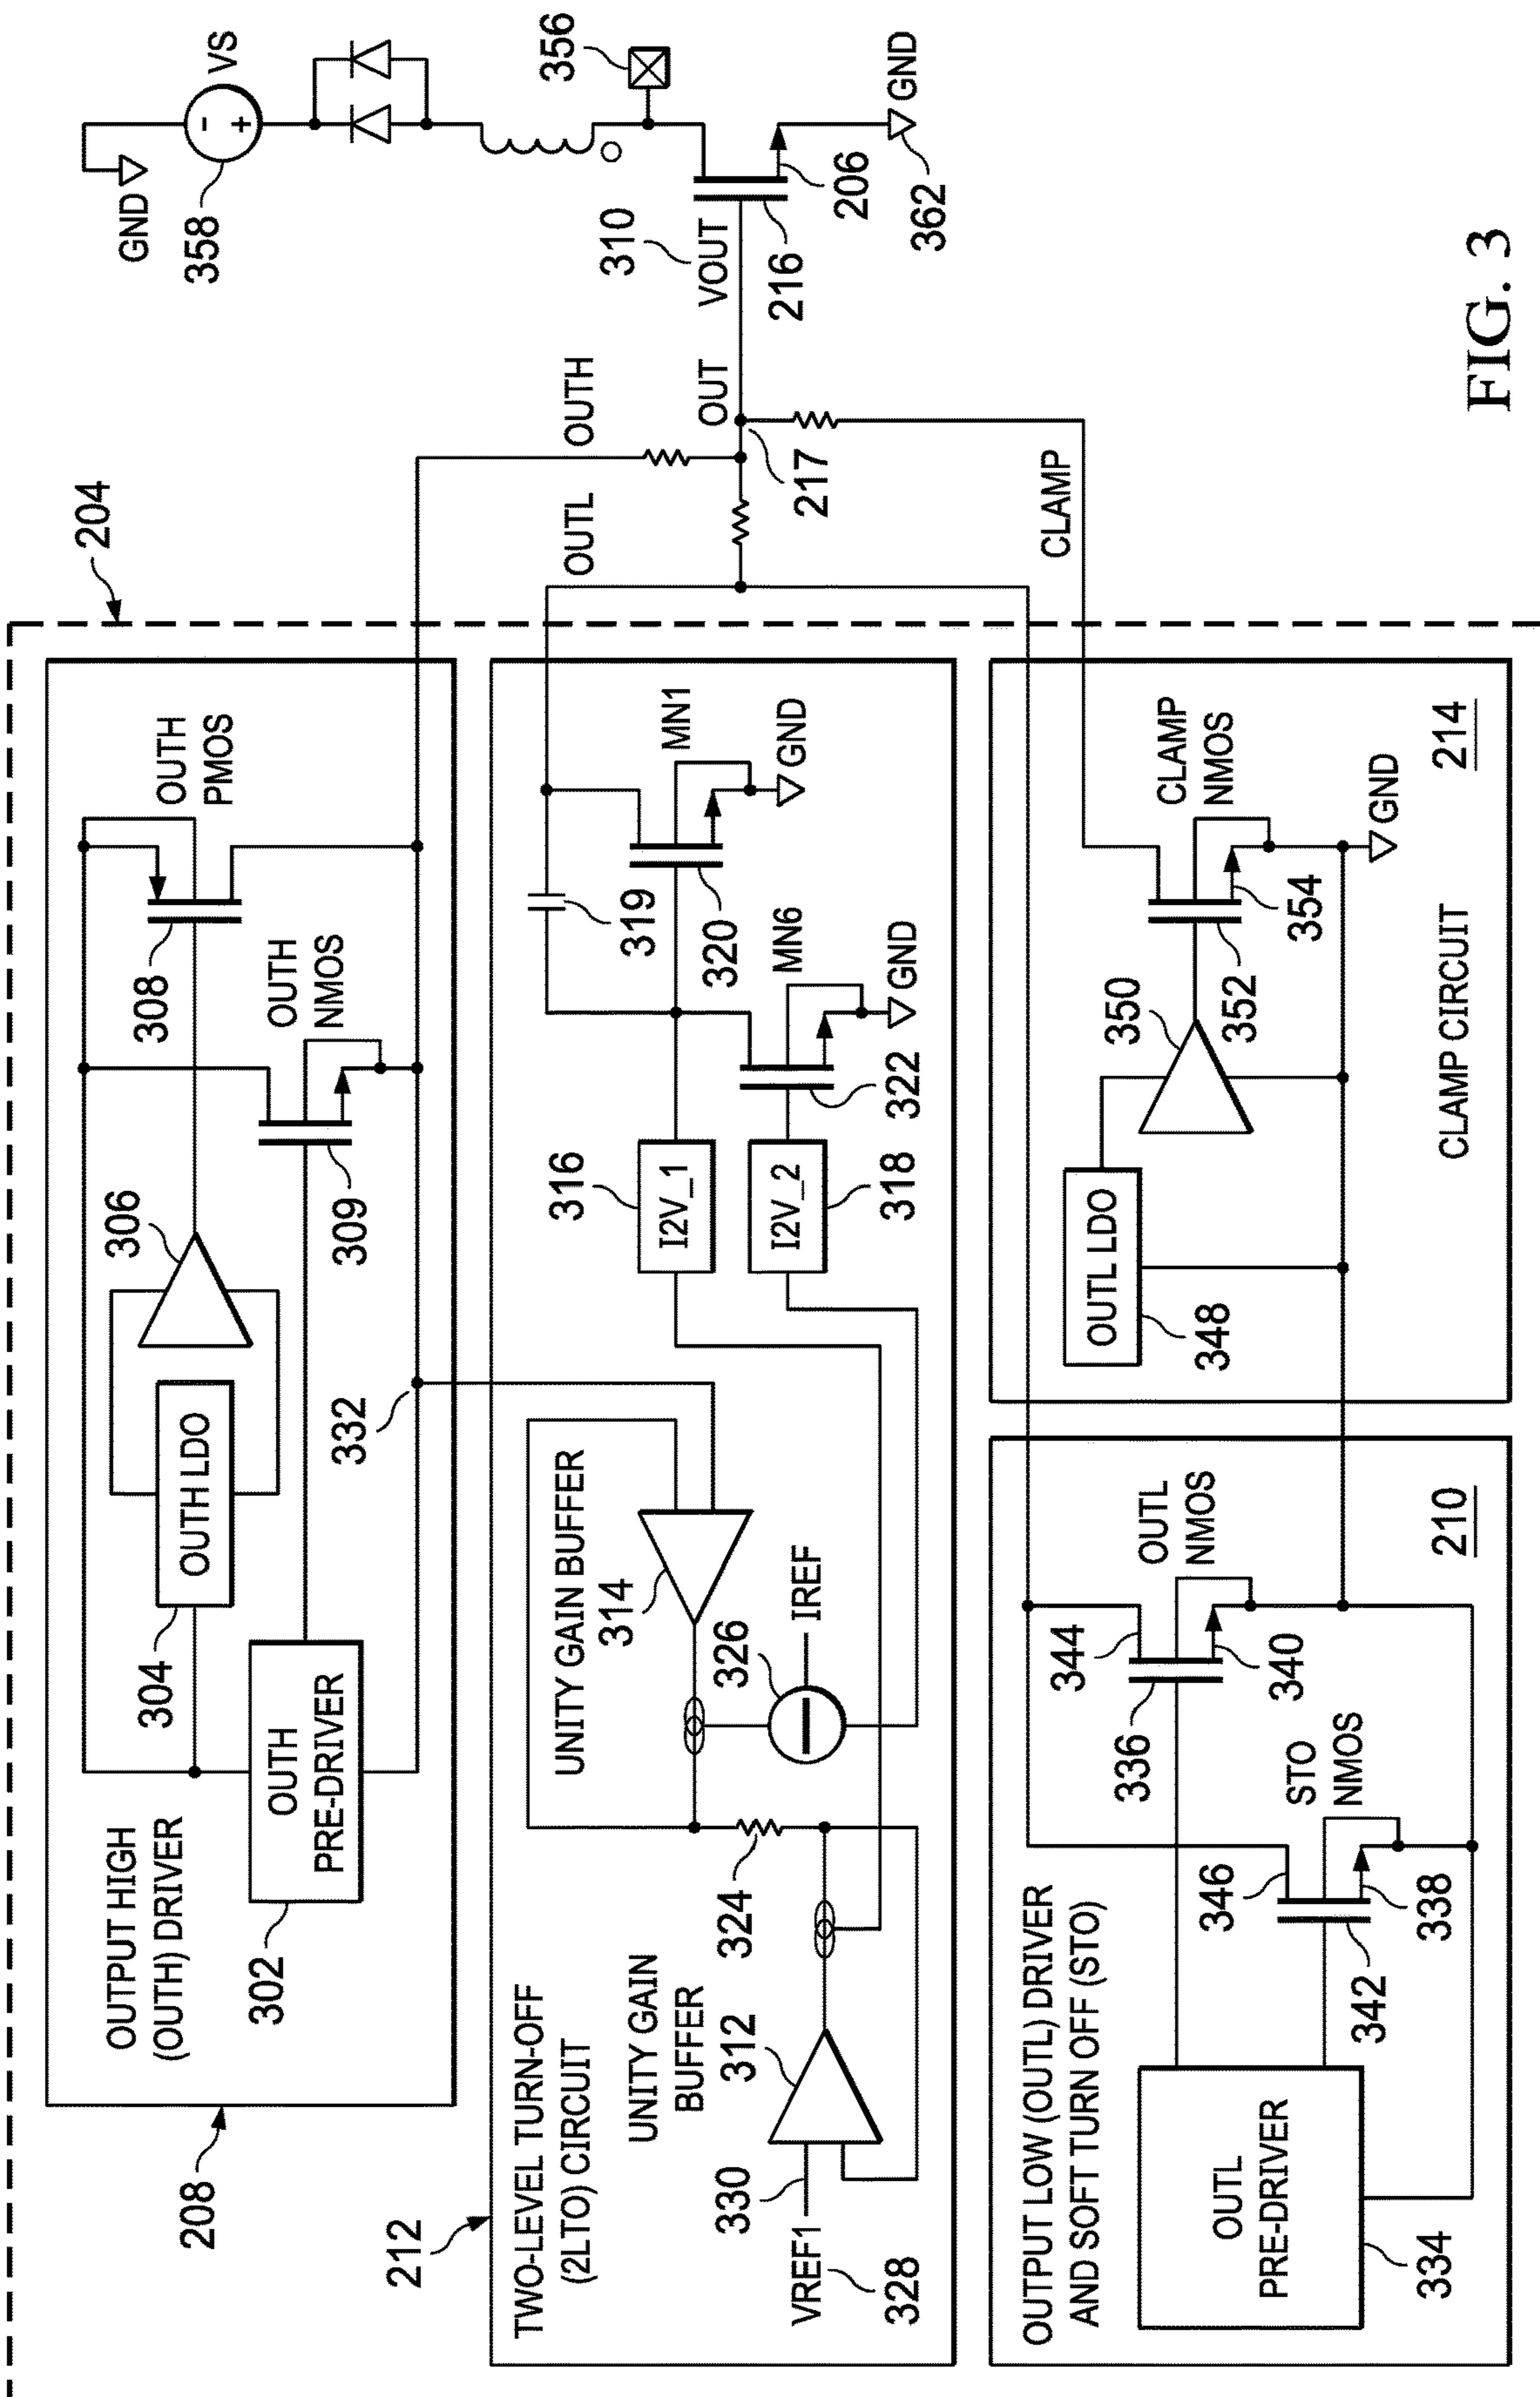 204
208
OUTPUT HIGH
(OUTH) DRIVER
302
OUTH
PRE-DRIVER
304
OUTH LDO
306
308
OUTH
PMOS
309
OUTH
NMOS
332
212
TWO-LEVEL TURN-OFF
(2LTO) CIRCUIT
UNITY GAIN
BUFFER
312
330
VREF1
328
324
UNITY GAIN BUFFER
314
326
IREF
316
I2V_1
I2V_2
318
319
320
MN1
GND
MN6
322
GND
OUTPUT LOW (OUTL) DRIVER
AND SOFT TURN OFF (STO)
OUTL
PRE-DRIVER
334
336
344
OUTL
NMOS
340
346
STO
NMOS
342
338
210
OUTL LDO
348
350
352
CLAMP
NMOS
354
GND
CLAMP CIRCUIT
214
OUTL
OUTH
OUT
217
CLAMP
310
VOUT
216
206
GND
362
356
GND
358
VS
FIG. 3